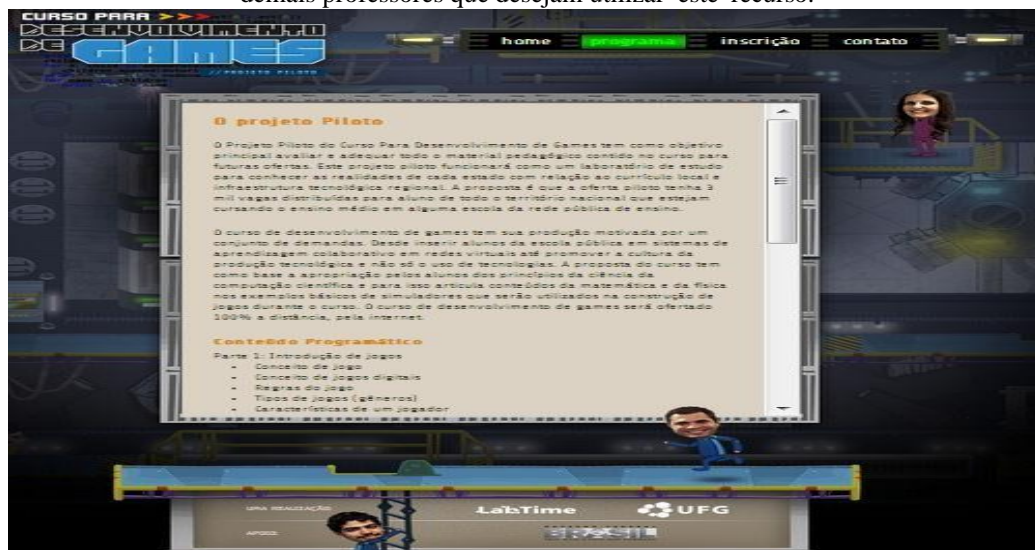 demais professores que desejam utilizar este recurso.
CURSO PARA >>>
DESENVOLVIMENTO
DE GAMES
//PROJETO PILOTO
home programa inscrição contato
O projeto Piloto
O Projeto Piloto do Curso Para Desenvolvimento de Games tem como objetivo
principal avaliar e adequar todo o material pedagógico contido no curso para
futuras ofertas. Este projeto piloto funcionará como um laboratório de estudo
para conhecer as realidades de cada estado com relação ao currículo local e
infraestrutura tecnológica regional. A proposta é que a oferta piloto tenha 3
mil vagas distribuídas para aluno de todo o território nacional que estejam
cursando o ensino médio em alguma escola da rede pública de ensino.
O curso de desenvolvimento de games tem sua produção motivada por um
conjunto de demandas. Desde inserir alunos da escola pública em sistemas de
aprendizagem colaborativo em redes virtuais até promover a cultura da
produção tecnológica e não só o uso de tecnologias. A proposta do curso tem
como base a apropriação pelos alunos dos princípios da ciência da
computação científica e para isso articula conteúdos da matemática e da física
nos exemplos básicos de simuladores que serão utilizados na construção de
jogos durante o curso. O curso de desenvolvimento de games será ofertado
100% a distância, pela internet.
Conteúdo Programático
Parte 1: Introdução de jogos
- Conceito de jogo
- Conceito de jogos digitais
- Regras do jogo
- Tipos de jogos (gêneros)
- Características de um jogador
UMA REALIZAÇÃO: LabTime UFG
APOIO: BRASIL